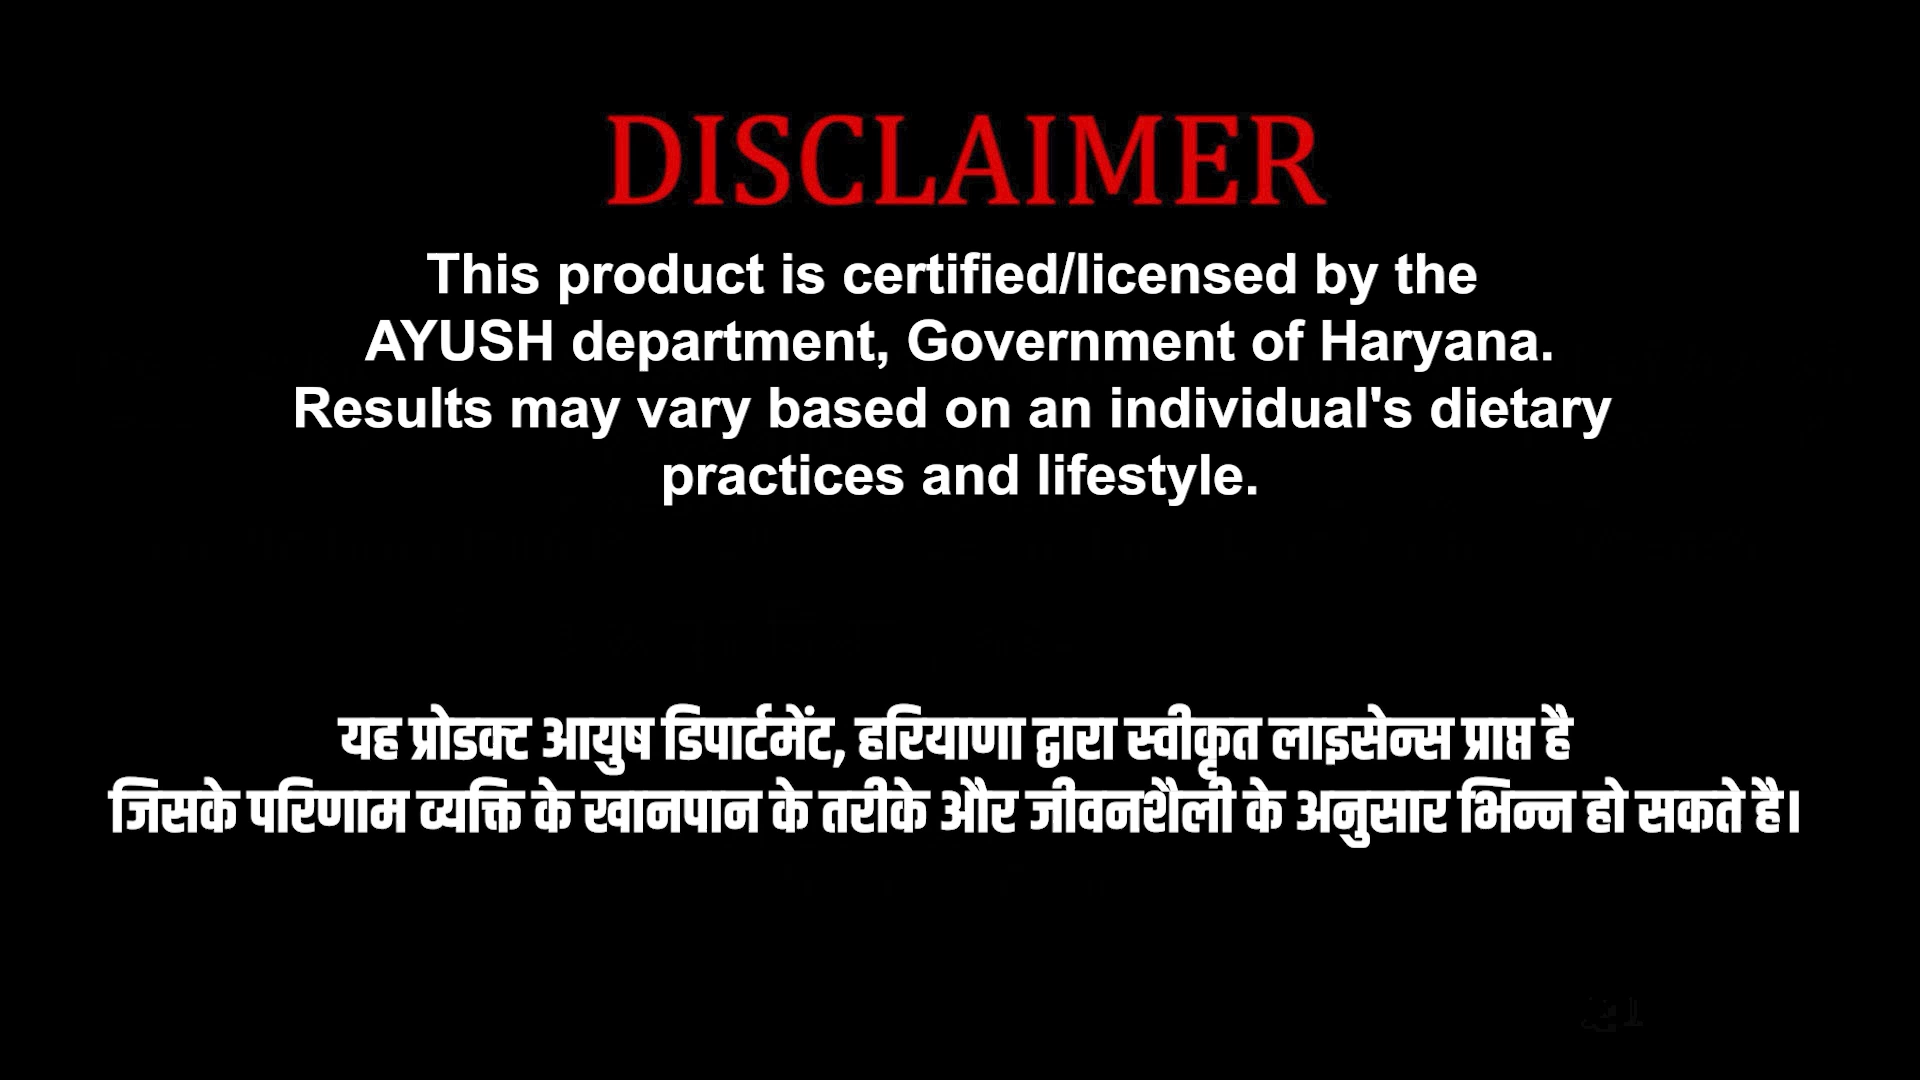 DISCLAIMER
This product is certified/licensed by the
AYUSH department, Government of Haryana.
Results may vary based on an individual's dietary
practices and lifestyle.
यह प्रोडक्ट आयुष डिपार्टमेंट, हरियाणा द्वारा स्वीकृत लाइसेन्स प्राप्त है
जिसके परिणाम व्यक्ति के खानपान के तरीके और जीवनशैली के अनुसार भिन्न हो सकते है।